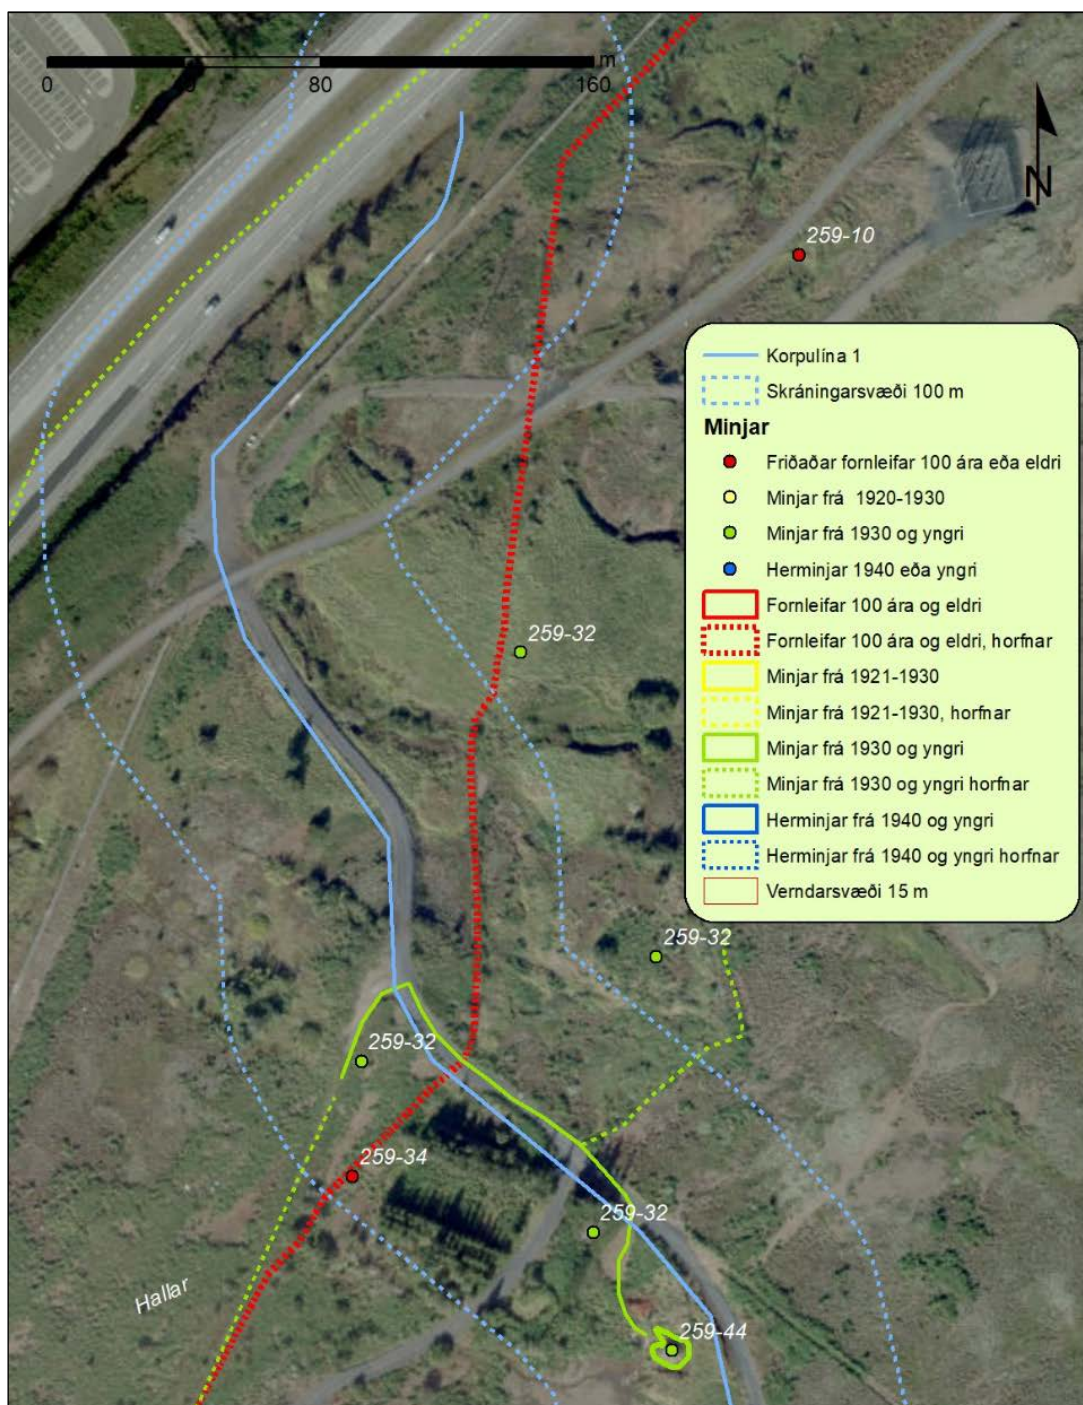 m
0
80
160
N
259-10
Korpulína 1
Skráningarsvæði 100 m
Minjar
Friðaðar fornleifar 100 ára eða eldri
Minjar frá 1920-1930
Minjar frá 1930 og yngri
Herminjar 1940 eða yngri
Fornleifar 100 ára og eldri
Fornleifar 100 ára og eldri, horfnar
Minjar frá 1921-1930
Minjar frá 1921-1930, horfnar
Minjar frá 1930 og yngri
Minjar frá 1930 og yngri horfnar
Herminjar frá 1940 og yngri
Herminjar frá 1940 og yngri horfnar
Verndarsvæði 15 m
259-32
259-32
259-32
259-34
259-32
Hallar
259-44